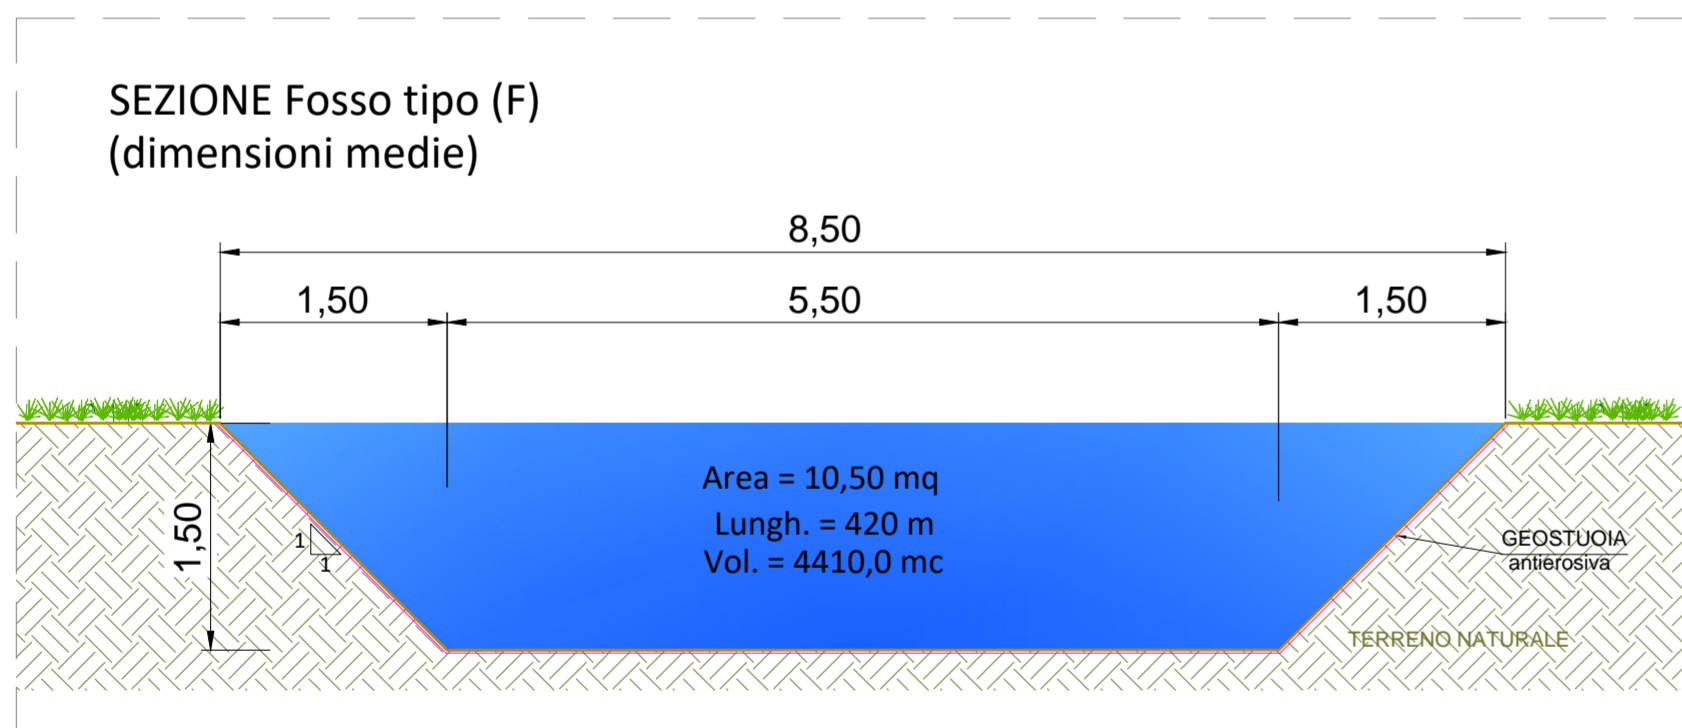 SEZIONE Fosso tipo (F)
(dimensioni medie)
8,50
1,50
5,50
1,50
1,50
1
1
Area = 10,50 mq
Lungh. = 420 m
Vol. = 4410,0 mc
GEOSTUOIA
antierosiva
TERRENO NATURALE